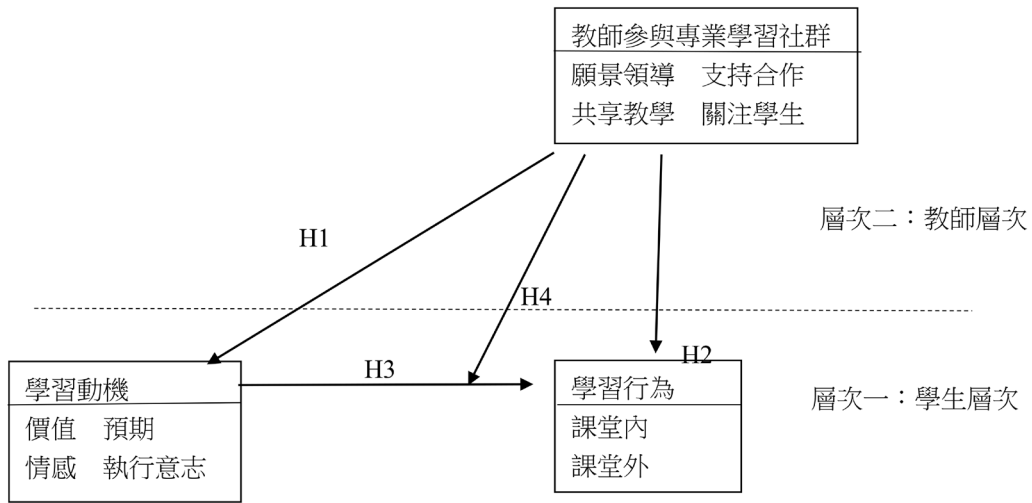 教師參與專業學習社群
願景領導 支持合作
共享教學 關注學生
層次二：教師層次
H1
H4
H2
H3
學習動機
價值 預期
情感 執行意志
學習行為
課堂內
課堂外
層次一：學生層次